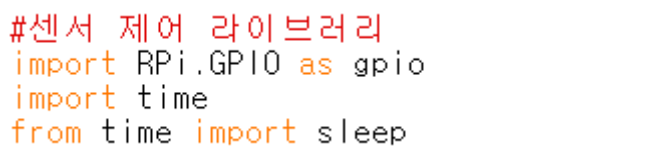 #센서 제어 라이브러리
import RPi.GPIO as gpio
import time
from time import sleep